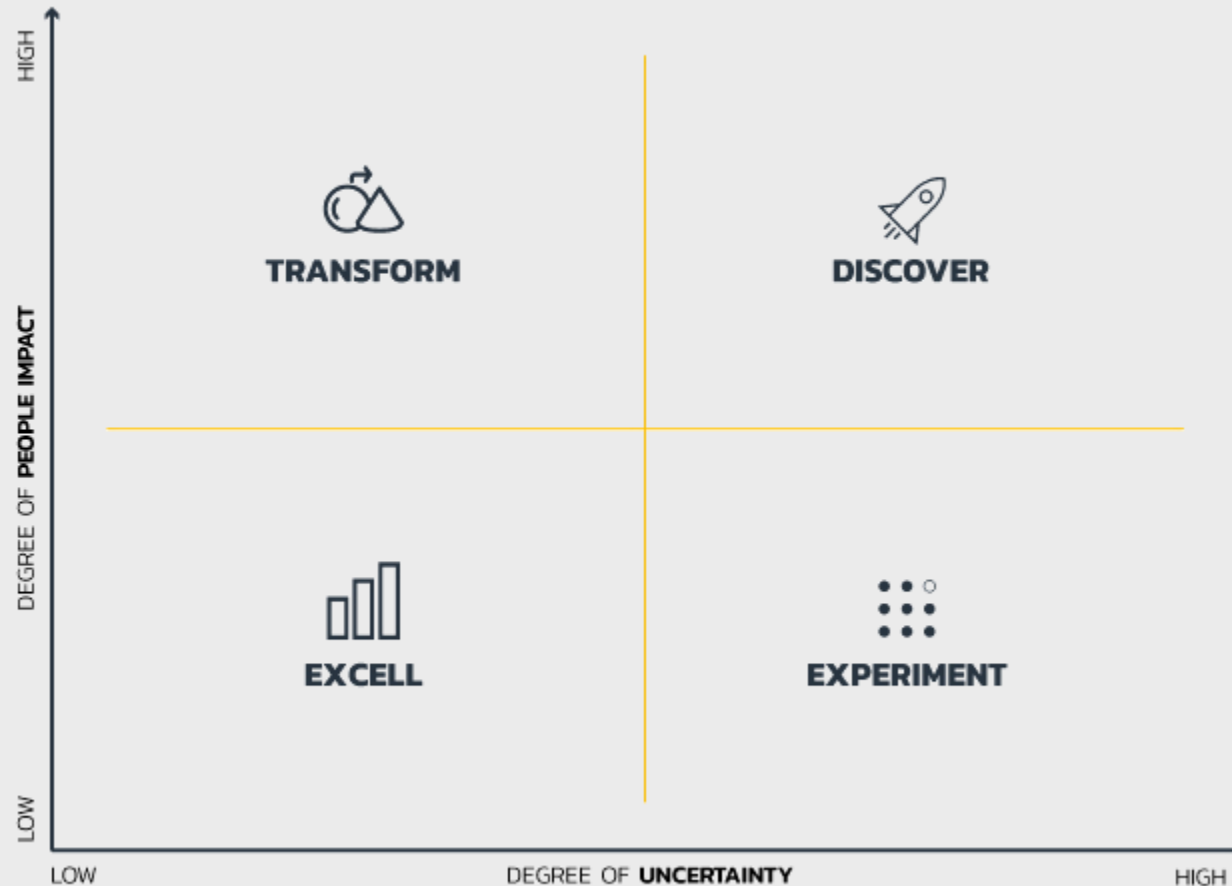 HIGH
TRANSFORM
DISCOVER
DEGREE OF PEOPLE IMPACT
EXCELL
EXPERIMENT
LOW
LOW
DEGREE OF UNCERTAINTY
HIGH